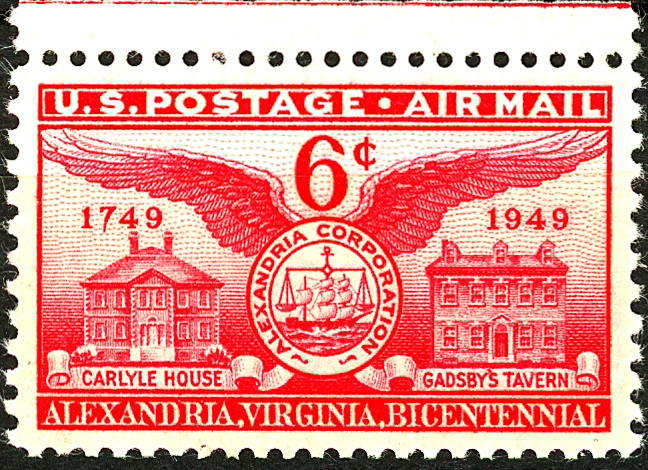 U.S. POSTAGE • AIR MAIL
6¢
1749
1949
ALEXANDRIA CORPORATION
CARLYLE HOUSE
GADSBY'S TAVERN
ALEXANDRIA, VIRGINIA, BICENTENNIAL